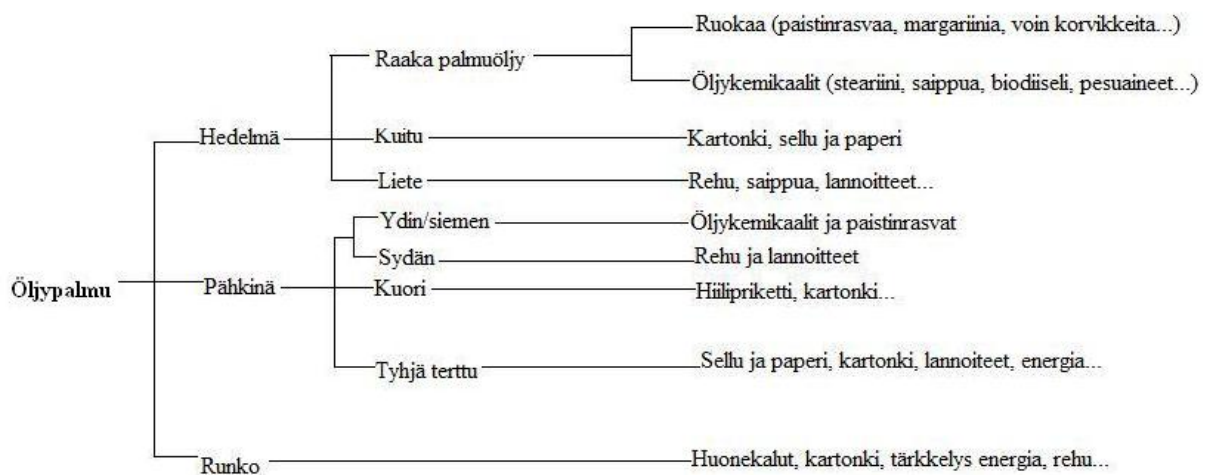 Ruokaa (paistinrasvaa, margariinia, voin korvikkeita...)
Raaka palmuöljy
Öljykemikaalit (steariini, saippua, biodiiseli, pesuaineet...)
Hedelmä
Kuitu
Kartonki, sellu ja paperi
Liete
Rehu, saippua, lannoitteet...
Ydin/siemen
Öljykemikaalit ja paistinrasvat
Sydän
Rehu ja lannoitteet
Öljypalmu
Pähkinä
Kuori
Hiilipriketti, kartonki...
Tyhjä terttu
Sellu ja paperi, kartonki, lannoiteet, energia...
Runko
Huonekalut, kartonki, tärkkelys energia, rehu...